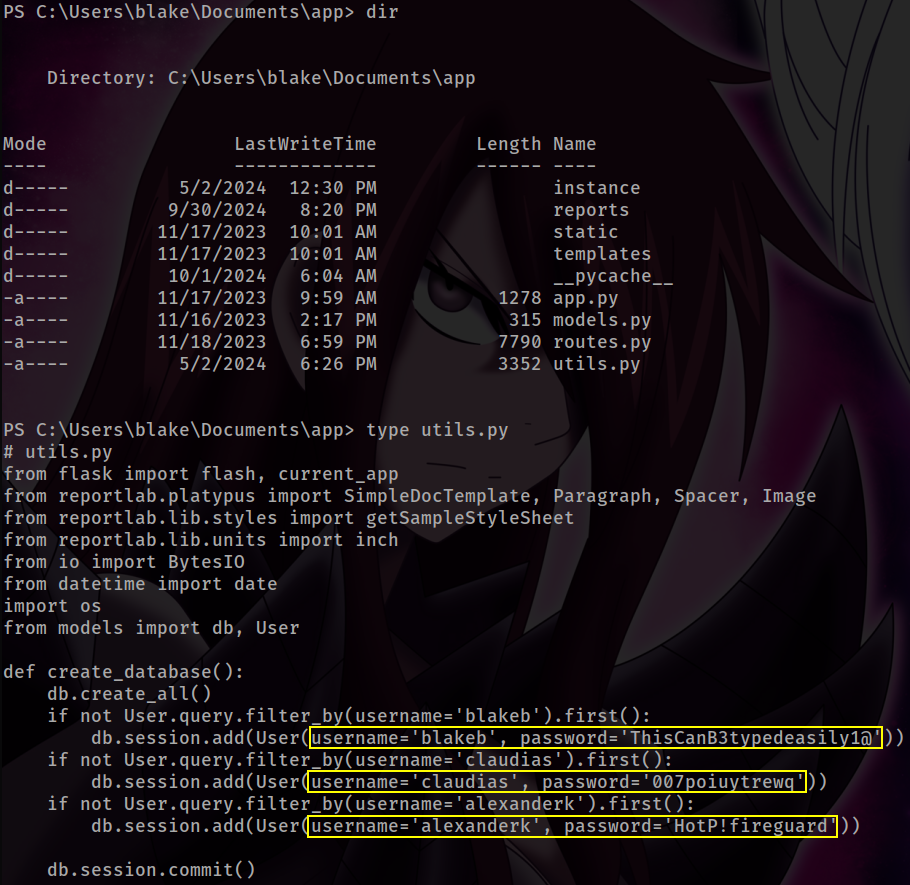 PS C:\Users\blake\Documents\app> dir
Directory: C:\Users\blake\Documents\app
Mode LastWriteTime Length Name
---- ------------- ------ ----
d----- 5/2/2024 12:30 PM instance
d----- 9/30/2024 8:20 PM reports
d----- 11/17/2023 10:01 AM static
d----- 11/17/2023 10:01 AM templates
d----- 10/1/2024 6:04 AM __pycache__
-a---- 11/17/2023 9:59 AM 1278 app.py
-a---- 11/16/2023 2:17 PM 315 models.py
-a---- 11/18/2023 6:59 PM 7790 routes.py
-a---- 5/2/2024 6:26 PM 3352 utils.py
PS C:\Users\blake\Documents\app> type utils.py
# utils.py
from flask import flash, current_app
from reportlab.platypus import SimpleDocTemplate, Paragraph, Spacer, Image
from reportlab.lib.styles import getSampleStyleSheet
from reportlab.lib.units import inch
from io import BytesIO
from datetime import date
import os
from models import db, User
def create_database():
    db.create_all()
    if not User.query.filter_by(username='blakeb').first():
        db.session.add(User(username='blakeb', password='ThisCanB3typedeasily1@'))
    if not User.query.filter_by(username='claudias').first():
        db.session.add(User(username='claudias', password='007poiuytrewq'))
    if not User.query.filter_by(username='alexanderk').first():
        db.session.add(User(username='alexanderk', password='HotP!fireguard'))
    db.session.commit()